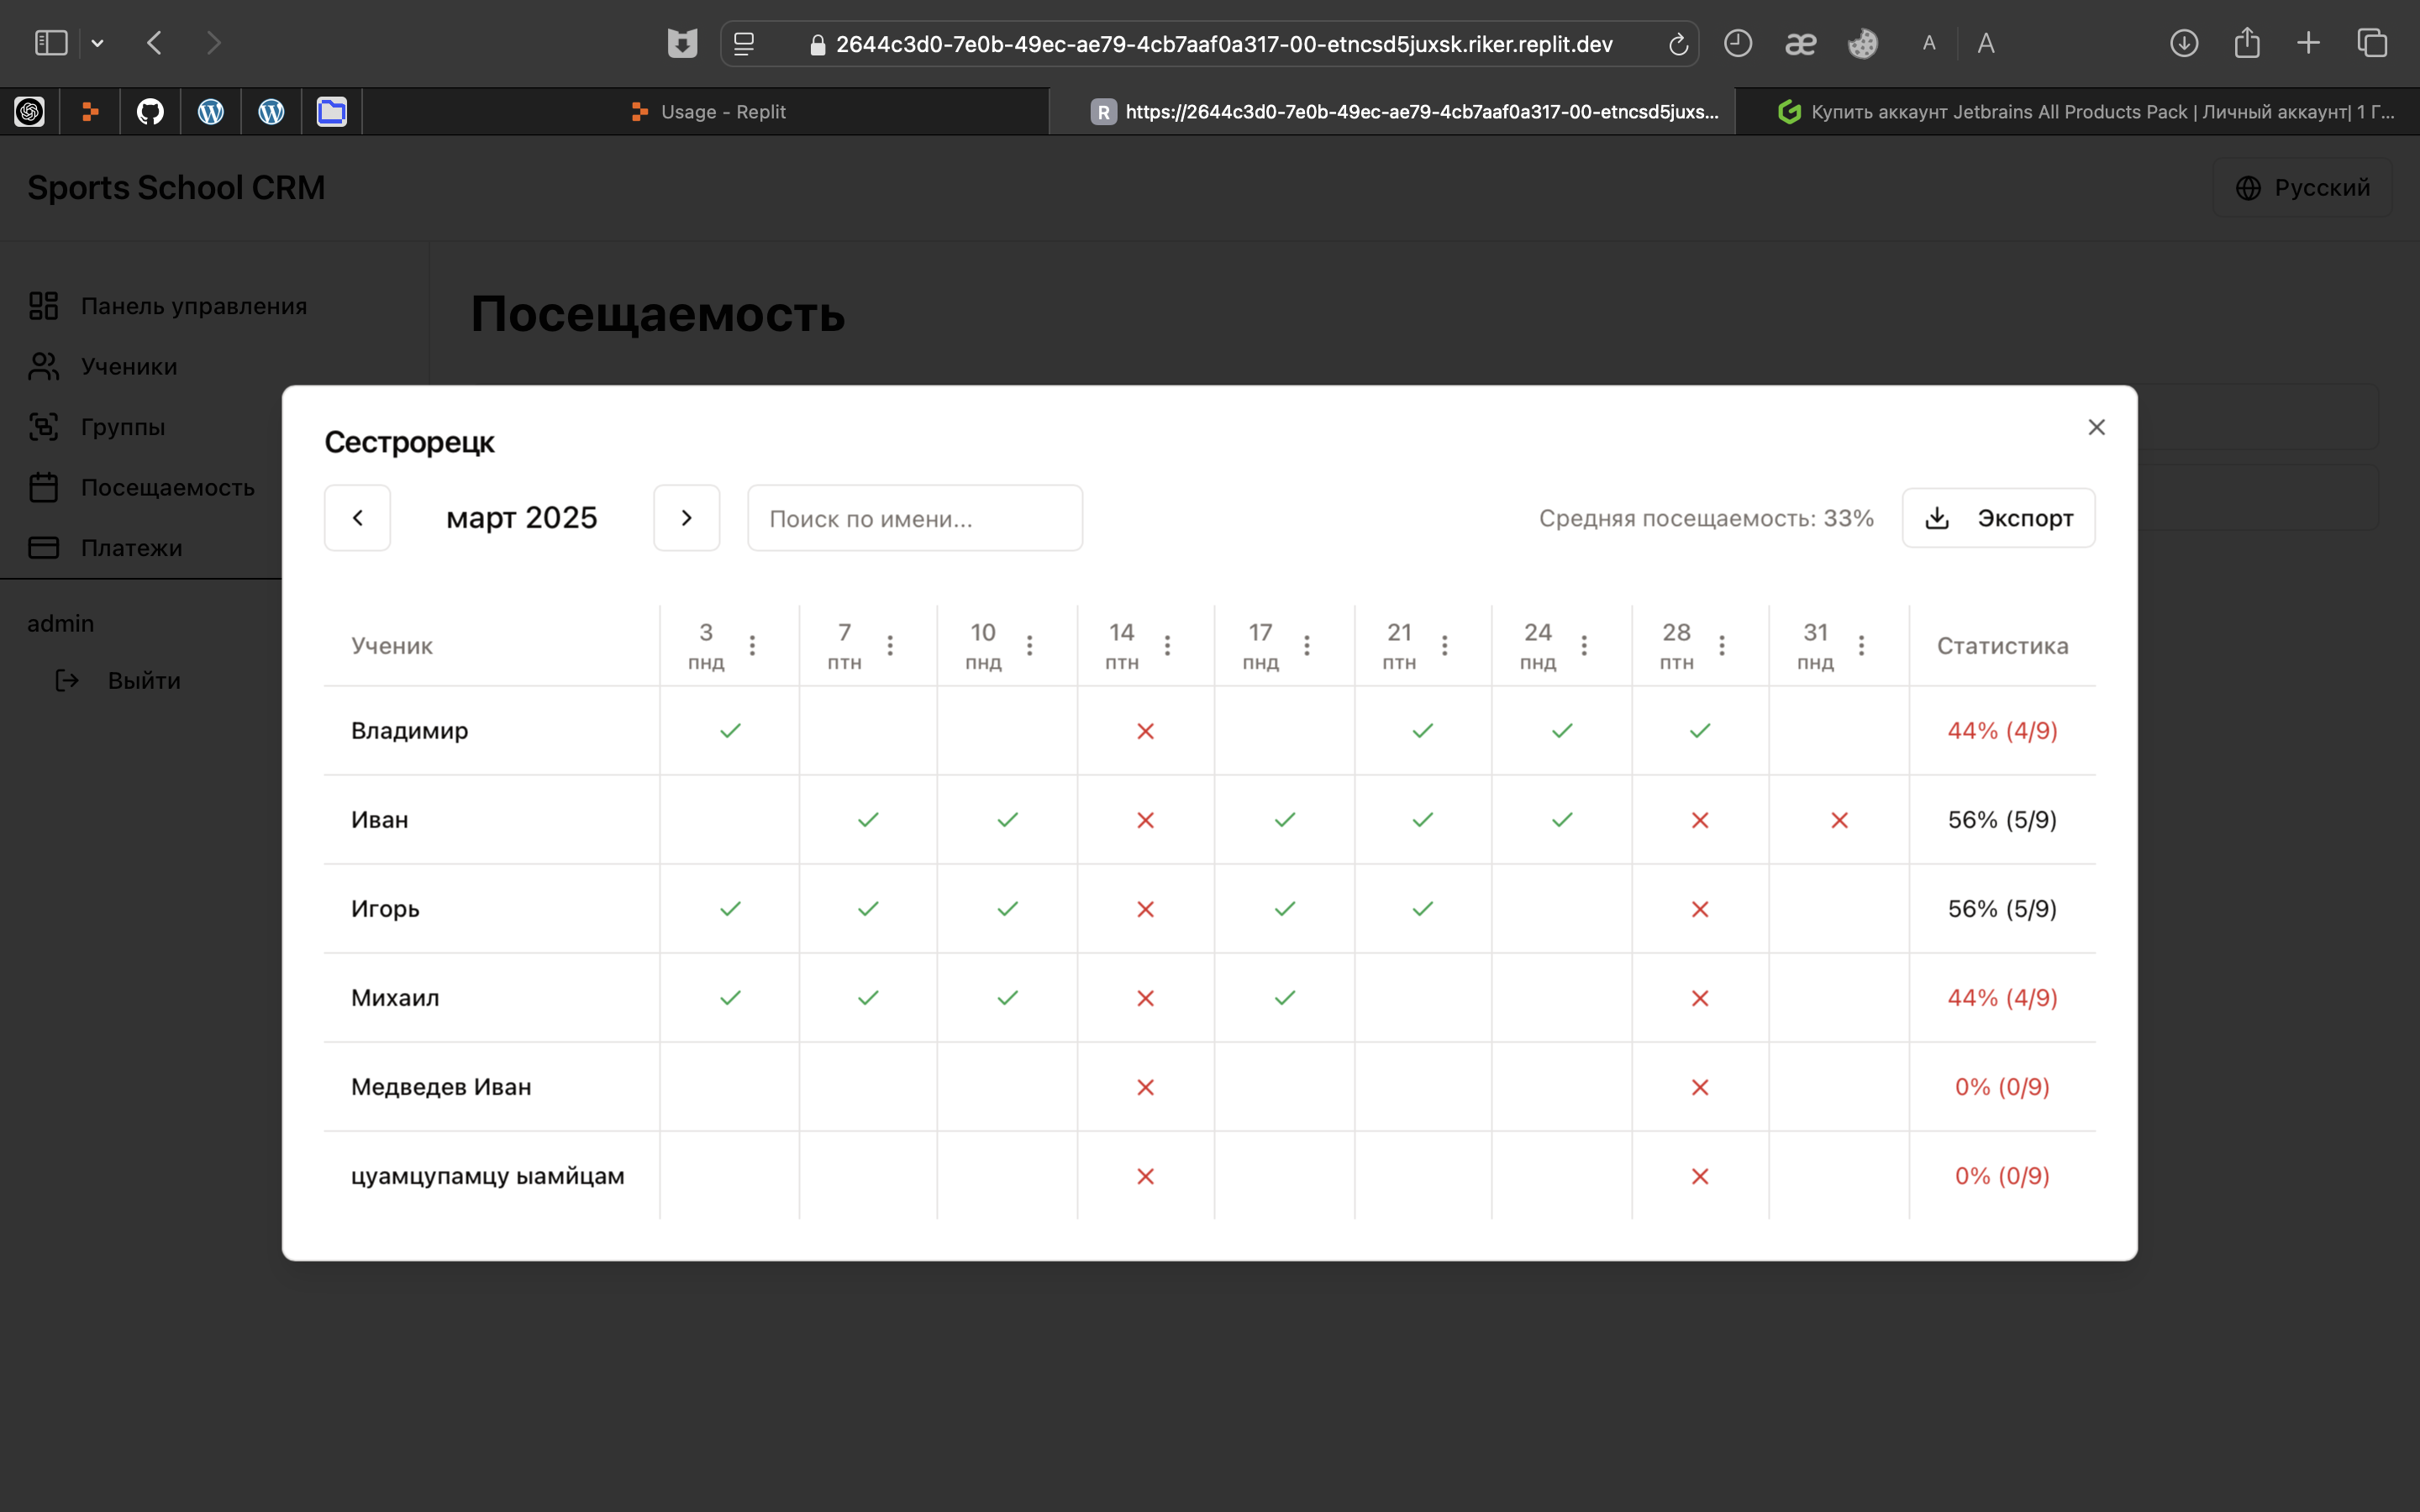 2644c3d0-7e0b-49ec-ae79-4cb7aaf0a317-00-etncsd5juxsk.riker.replit.dev
æ A A
Usage - Replit
R https://2644c3d0-7e0b-49ec-ae79-4cb7aaf0a317-00-etncsd5juxs...
Купить аккаунт Jetbrains All Products Pack | Личный аккаунт| 1 Г...
Sports School CRM
Русский
Панель управления
Ученики
Группы
Посещаемость
Платежи
admin
Выйти
Посещаемость
Сестрорецк
март 2025
Поиск по имени...
Средняя посещаемость: 33%
Экспорт
Ученик 3 пнд 7 птн 10 пнд 14 птн 17 пнд 21 птн 24 пнд 28 птн 31 пнд Статистика
Владимир 44% (4/9)
Иван 56% (5/9)
Игорь 56% (5/9)
Михаил 44% (4/9)
Медведев Иван 0% (0/9)
цуамцупамцу ыамйцам 0% (0/9)